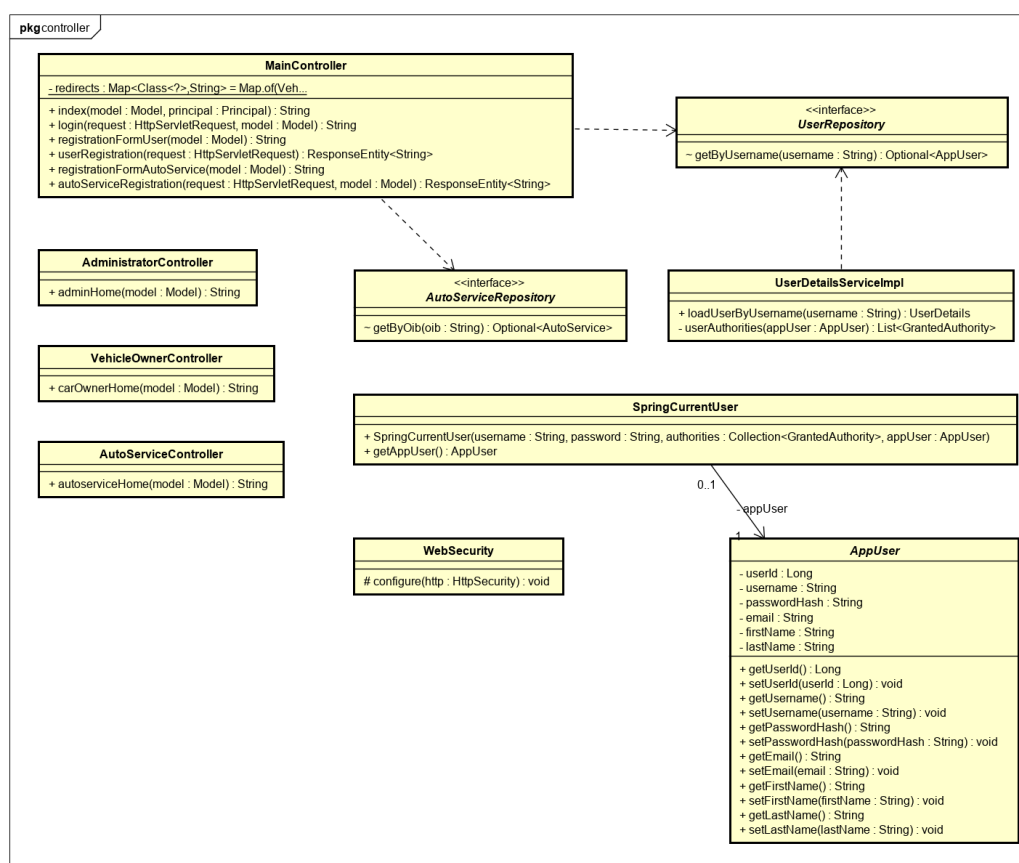 pkg controller
MainController
- redirects : Map<Class<?>,String> = Map.of(Veh...
+ index(model : Model, principal : Principal) : String
+ login(request : HttpServletRequest, model : Model) : String
+ registrationFormUser(model : Model) : String
+ userRegistration(request : HttpServletRequest) : ResponseEntity<String>
+ registrationFormAutoService(model : Model) : String
+ autoServiceRegistration(request : HttpServletRequest, model : Model) : ResponseEntity<String>
<<interface>>
UserRepository
~ getByUsername(username : String) : Optional<AppUser>
AdministratorController
+ adminHome(model : Model) : String
<<interface>>
AutoServiceRepository
~ getByOib(oib : String) : Optional<AutoService>
UserDetailsServiceImpl
+ loadUserByUsername(username : String) : UserDetails
- userAuthorities(appUser : AppUser) : List<GrantedAuthority>
VehicleOwnerController
+ carOwnerHome(model : Model) : String
SpringCurrentUser
+ SpringCurrentUser(username : String, password : String, authorities : Collection<GrantedAuthority>, appUser : AppUser)
+ getAppUser() : AppUser
AutoServiceController
+ autoserviceHome(model : Model) : String
0..1
- appUser
1
WebSecurity
# configure(http : HttpSecurity) : void
AppUser
- userId : Long
- username : String
- passwordHash : String
- email : String
- firstName : String
- lastName : String
+ getUserId() : Long
+ setUserId(userId : Long) : void
+ getUsername() : String
+ setUsername(username : String) : void
+ getPasswordHash() : String
+ setPasswordHash(passwordHash : String) : void
+ getEmail() : String
+ setEmail(email : String) : void
+ getFirstName() : String
+ setFirstName(firstName : String) : void
+ getLastName() : String
+ setLastName(lastName : String) : void